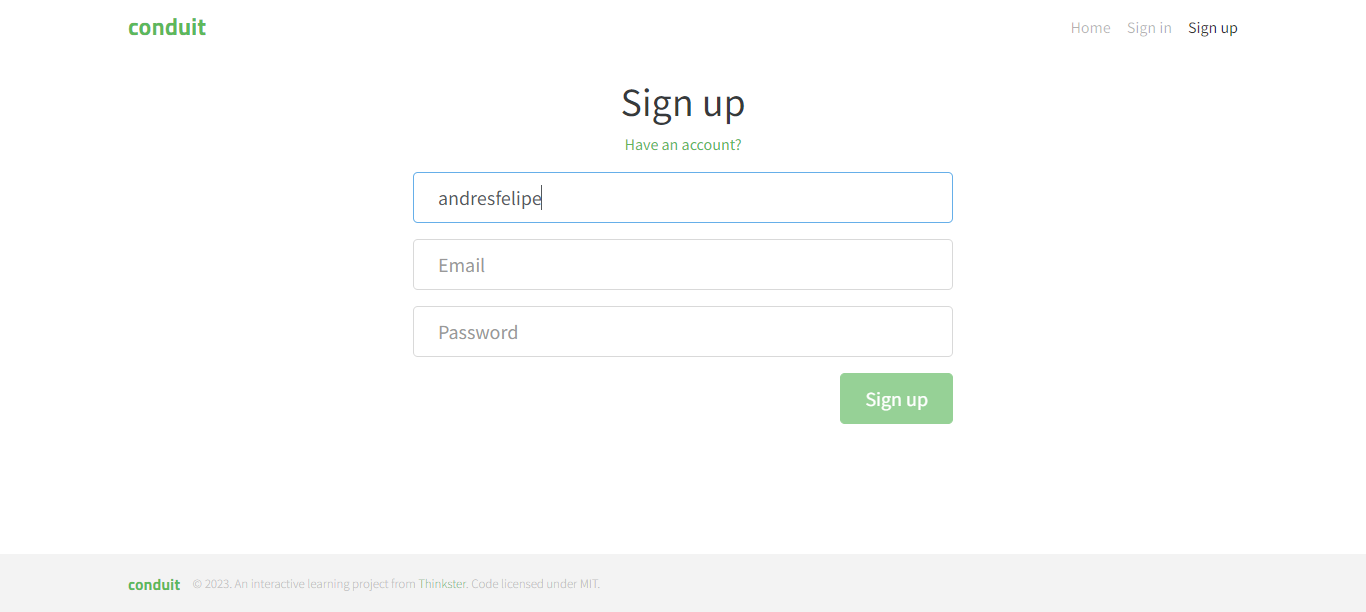 conduit
Home Sign in Sign up
Sign up
Have an account?
andresfelipe
Email
Password
Sign up
conduit © 2023. An interactive learning project from Thinkster. Code licensed under MIT.